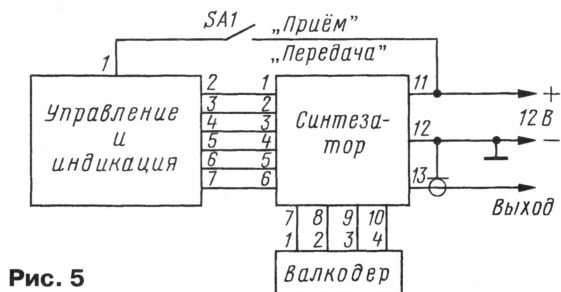 SA1
„Приём"
„Передача"
1
2 1
3 2
4 3
5 4
6 5
7 6
Управление
и
индикация
Синтеза-
тор
11
+
12 В
12
–
13
Выход
7 8 9 10
1 2 3 4
Валкодер
Рис. 5